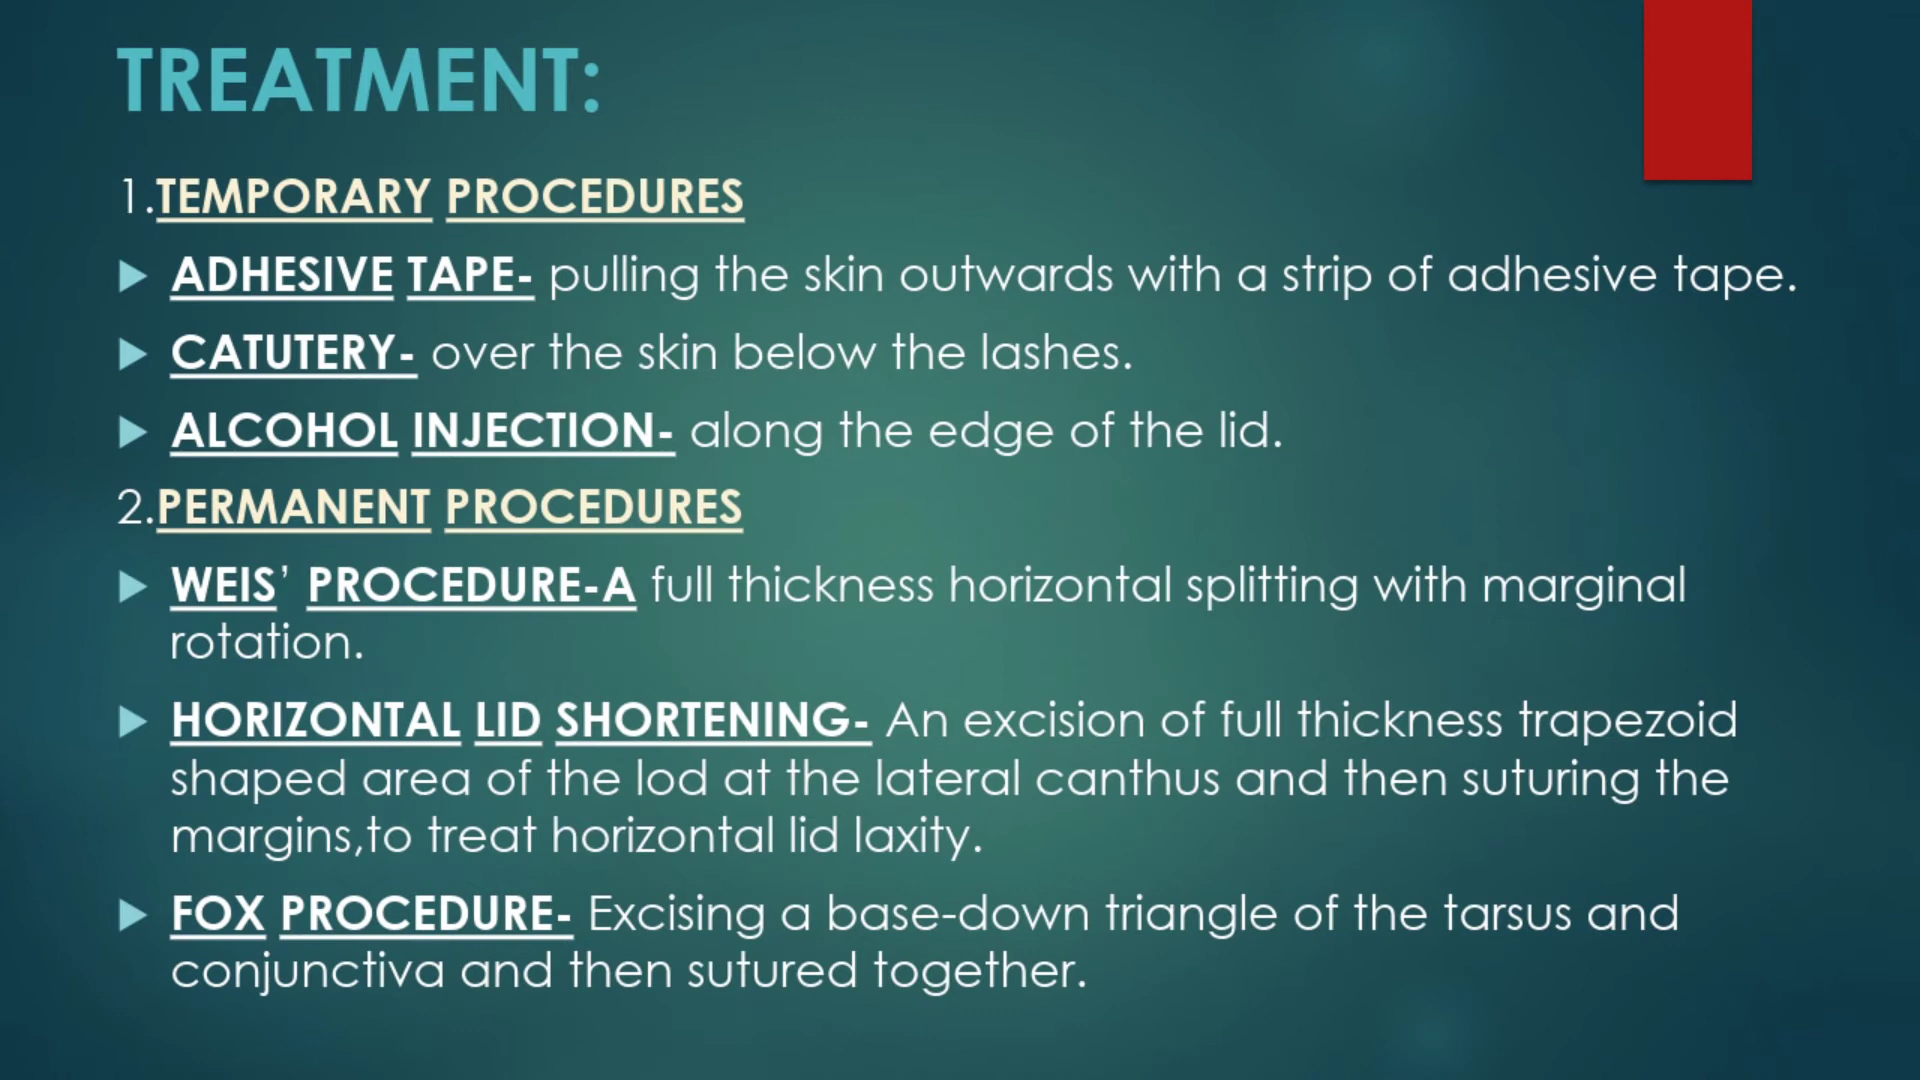 TREATMENT:
1.TEMPORARY PROCEDURES
ADHESIVE TAPE- pulling the skin outwards with a strip of adhesive tape.
CATUTERY- over the skin below the lashes.
ALCOHOL INJECTION- along the edge of the lid.
2.PERMANENT PROCEDURES
WEIS’ PROCEDURE-A full thickness horizontal splitting with marginal
rotation.
HORIZONTAL LID SHORTENING- An excision of full thickness trapezoid
shaped area of the lod at the lateral canthus and then suturing the
margins,to treat horizontal lid laxity.
FOX PROCEDURE- Excising a base-down triangle of the tarsus and
conjunctiva and then sutured together.